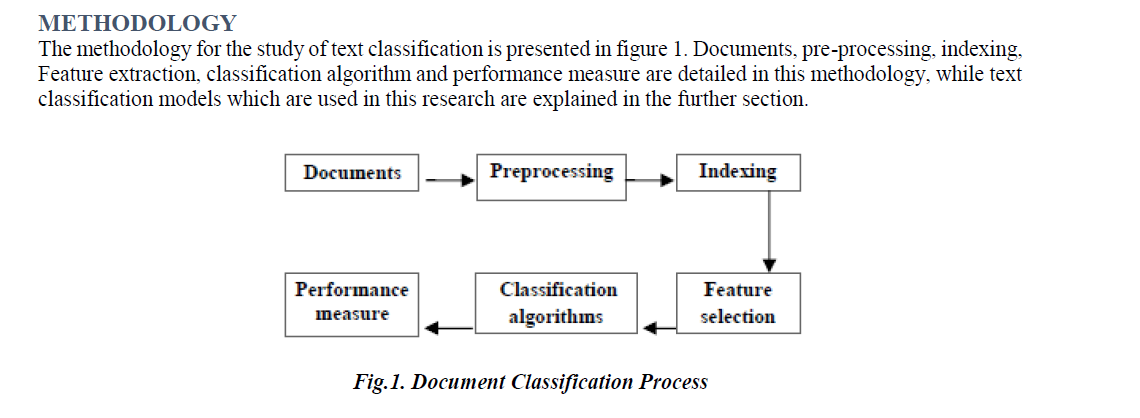 METHODOLOGY
The methodology for the study of text classification is presented in figure 1. Documents, pre-processing, indexing,
Feature extraction, classification algorithm and performance measure are detailed in this methodology, while text
classification models which are used in this research are explained in the further section.
Documents
Preprocessing
Indexing
Performance
measure
Classification
algorithms
Feature
selection
Fig.1. Document Classification Process